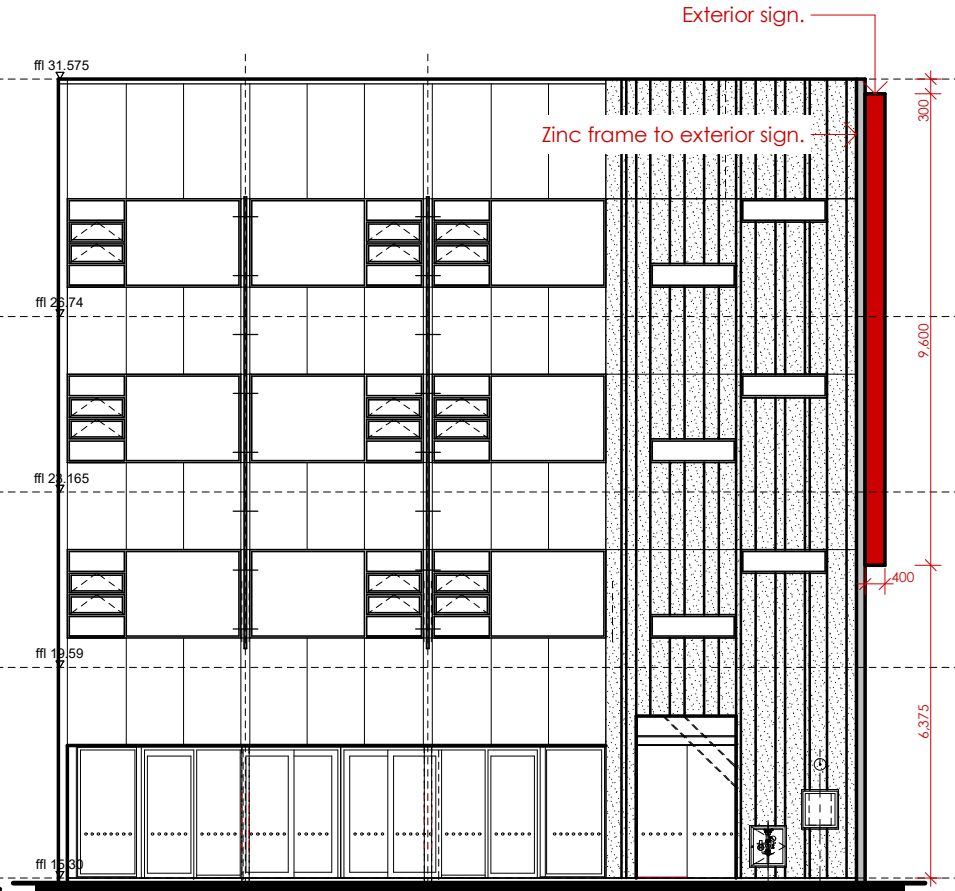 Exterior sign.
ffl 31.575
300
Zinc frame to exterior sign.
ffl 26.74
9,600
ffl 23.165
400
ffl 19.59
6,375
ffl 15.30